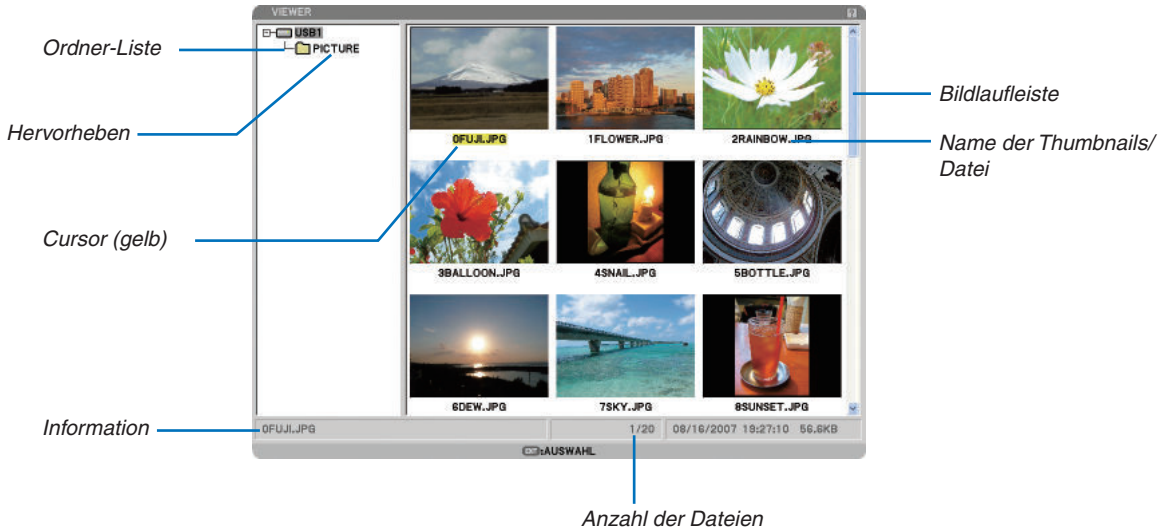 VIEWER
USB1
PICTURE
Ordner-Liste
Hervorheben
Cursor (gelb)
Information
0FUJI.JPG
1FLOWER.JPG
2RAINBOW.JPG
3BALLOON.JPG
4SNAIL.JPG
5BOTTLE.JPG
6DEW.JPG
7SKY.JPG
8SUNSET.JPG
Bildlaufleiste
Name der Thumbnails/
Datei
0FUJI.JPG
1/20
08/16/2007 19:27:10 56.6KB
:AUSWAHL
Anzahl der Dateien